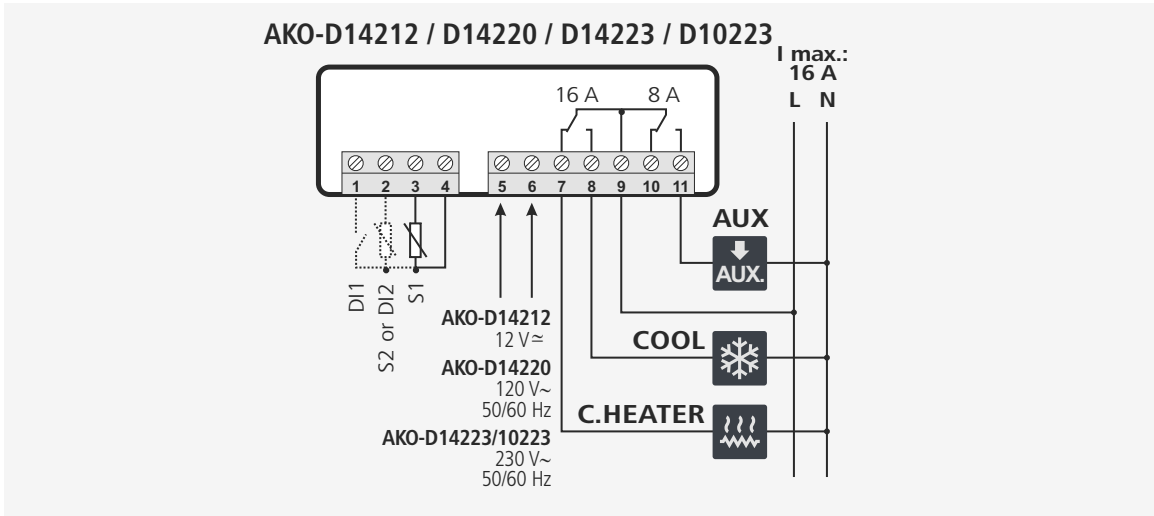 AKO-D14212 / D14220 / D14223 / D10223
I max.:
16 A
L N
16 A 8 A
1 2 3 4 5 6 7 8 9 10 11
DI1
S2 or DI2
S1
AUX
AUX.
AKO-D14212
12 V≃
COOL
AKO-D14220
120 V~
50/60 Hz
C.HEATER
AKO-D14223/10223
230 V~
50/60 Hz